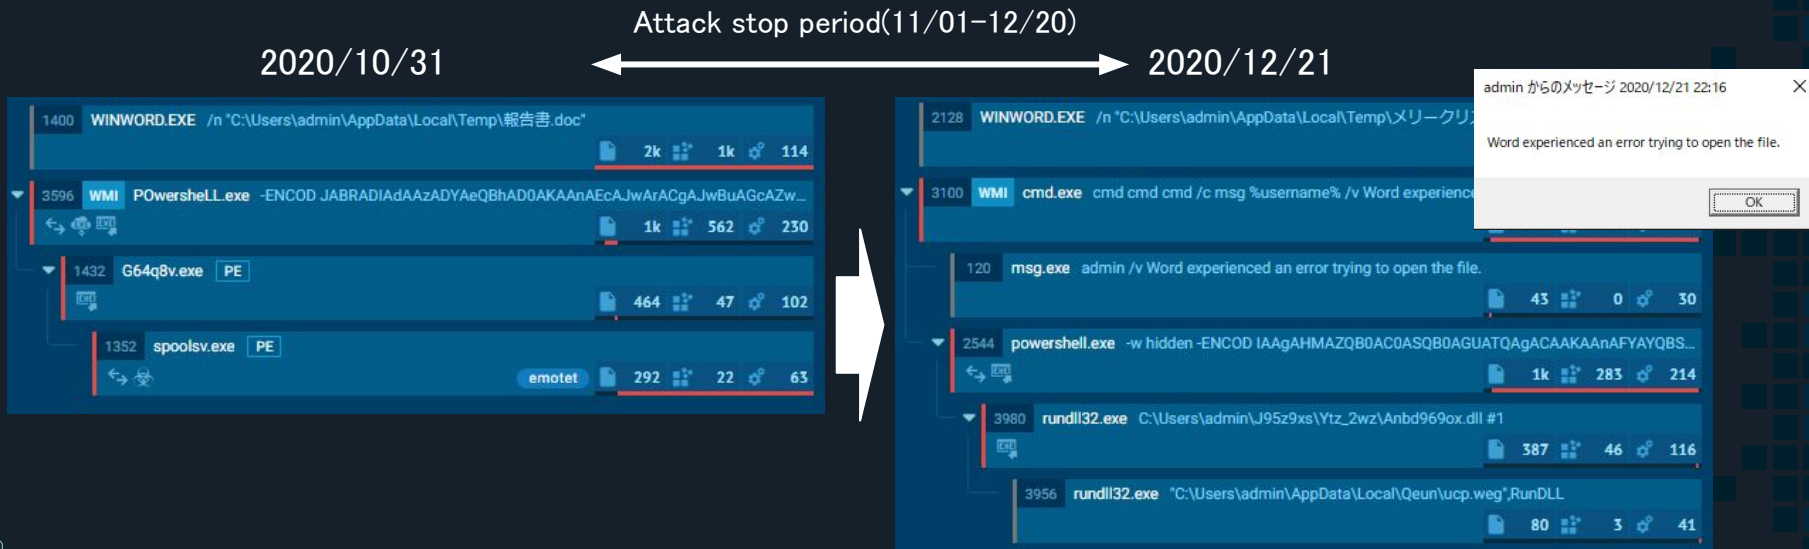 Attack stop period(11/01-12/20)
2020/10/31
2020/12/21
1400 WINWORD.EXE /n "C:\Users\admin\AppData\Local\Temp\報告書.doc"
2k 1k 114
3596 WMI POwersheLL.exe -ENCOD JABRADIAdAAzADYAeQBhAD0AKAAnAEcAJwArACgAJwBuAGcAZw...
1k 562 230
1432 G64q8v.exe PE
464 47 102
1352 spoolsv.exe PE
emotet 292 22 63
2128 WINWORD.EXE /n "C:\Users\admin\AppData\Local\Temp\メリークリ
3100 WMI cmd.exe cmd cmd cmd /c msg %username% /v Word experience
120 msg.exe admin /v Word experienced an error trying to open the file.
43 0 30
2544 powershell.exe -w hidden -ENCOD IAAgAHMAZQB0AC0ASQB0AGUATQAgACAAKAAnAFYAYQBS...
1k 283 214
3980 rundll32.exe C:\Users\admin\J95z9xs\Ytz_2wz\Anbd969ox.dll #1
387 46 116
3956 rundll32.exe "C:\Users\admin\AppData\Local\Qeun\ucp.weg",RunDLL
80 3 41
admin からのメッセージ 2020/12/21 22:16
Word experienced an error trying to open the file.
OK